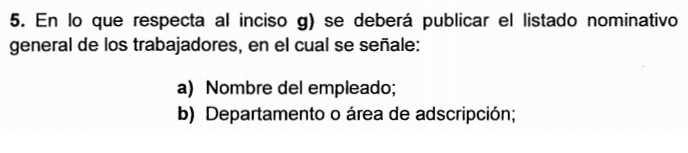 5. En lo que respecta al inciso g) se deberá publicar el listado nominativo
general de los trabajadores, en el cual se señale:
a) Nombre del empleado;
b) Departamento o área de adscripción;